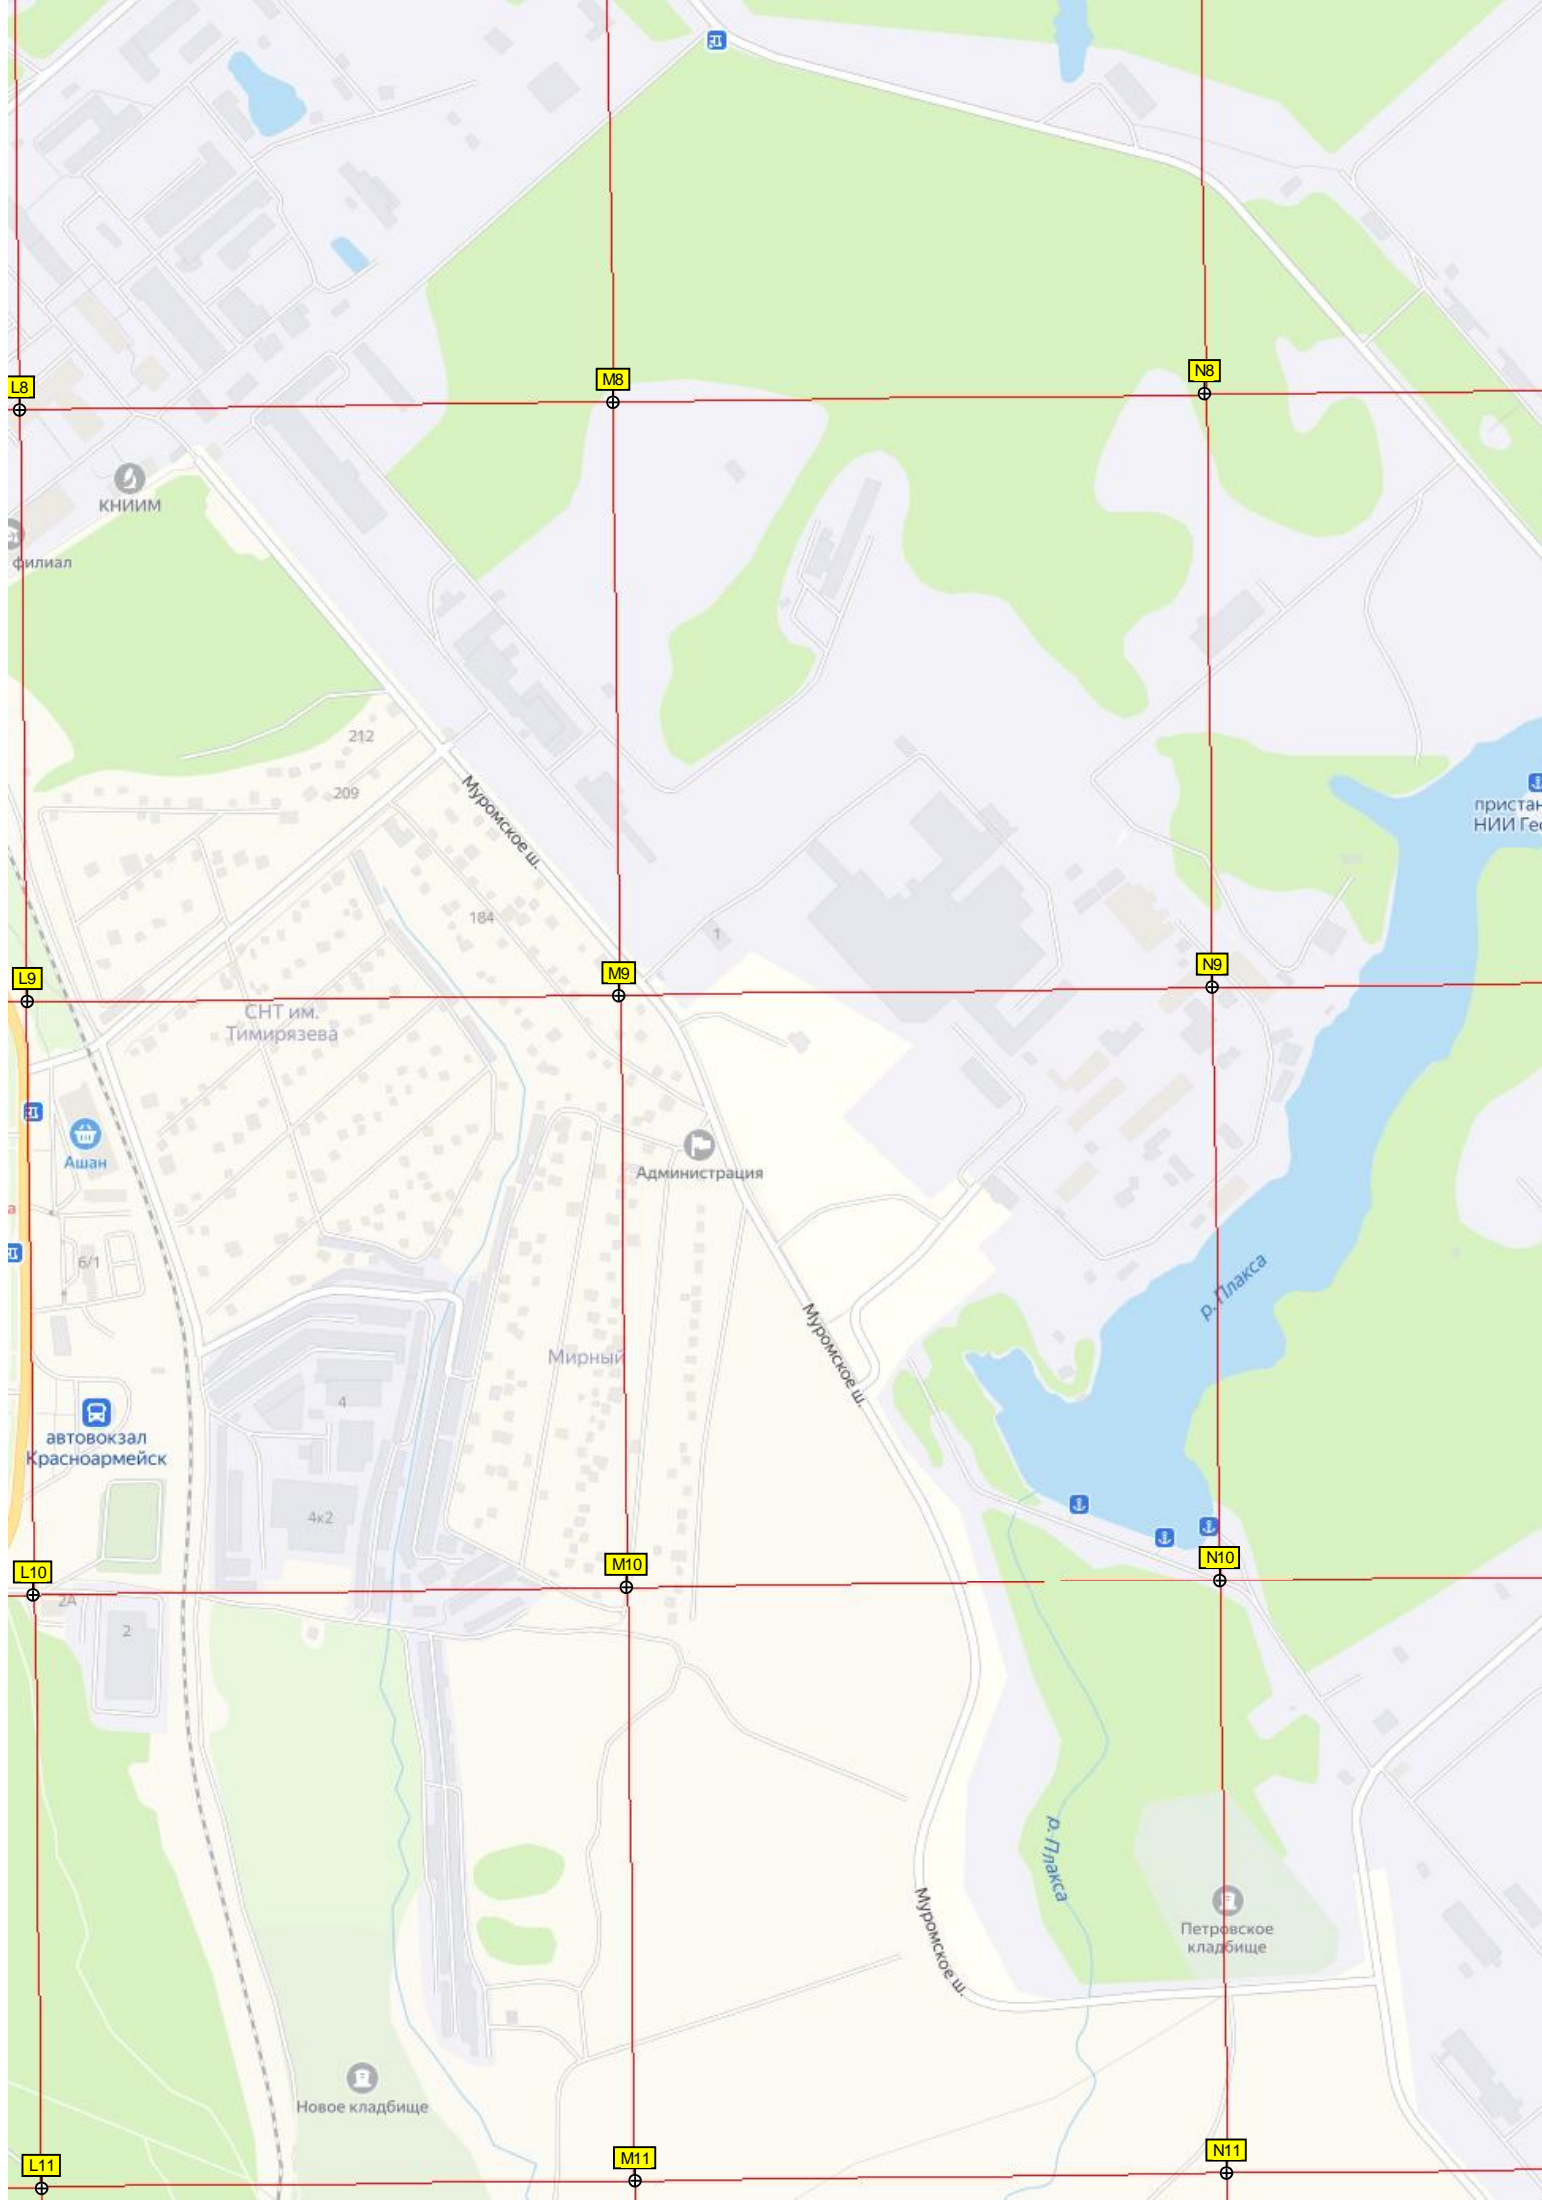 L8
M8
N8
КНИИМ
филиал
212
209
Муромское ш.
пристан
НИИ Гео
184
1
L9
M9
N9
СНТ им.
Тимирязева
Ашан
Администрация
а
6/1
р. Плакса
Муромское ш.
Мирный
4
автовокзал
Красноармейск
4к2
L10
M10
N10
2А
2
р. Плакса
Муромское ш.
Петровское
кладбище
Новое кладбище
L11
M11
N11